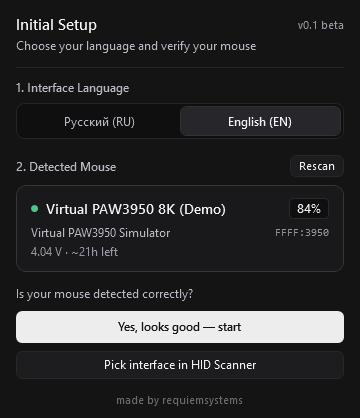 Initial Setup
v0.1 beta
Choose your language and verify your mouse
1. Interface Language
Русский (RU)
English (EN)
2. Detected Mouse
Rescan
Virtual PAW3950 8K (Demo)
84%
Virtual PAW3950 Simulator
FFFF:3950
4.04 V · ~21h left
Is your mouse detected correctly?
Yes, looks good — start
Pick interface in HID Scanner
made by requiemsystems